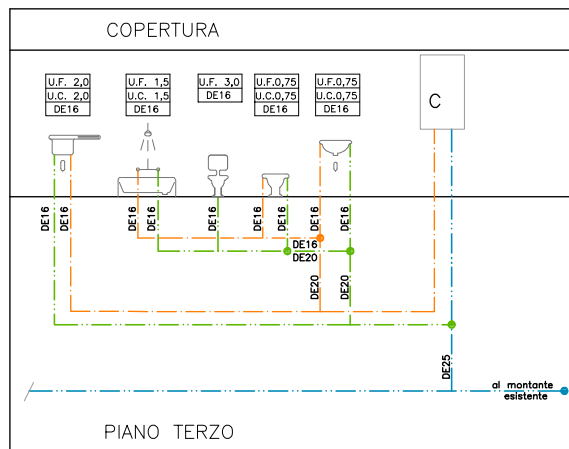 COPERTURA
U.F. 2,0
U.C. 2,0
DE16
U.F. 1,5
U.C. 1,5
DE16
U.F. 3,0
DE16
U.F.0,75
U.C.0,75
DE16
U.F.0,75
U.C.0,75
DE16
C
DE16
DE16
DE16
DE16
DE16
DE16
DE16
DE16
DE16
DE16
DE20
DE20
DE20
DE25
al montante
esistente
PIANO TERZO